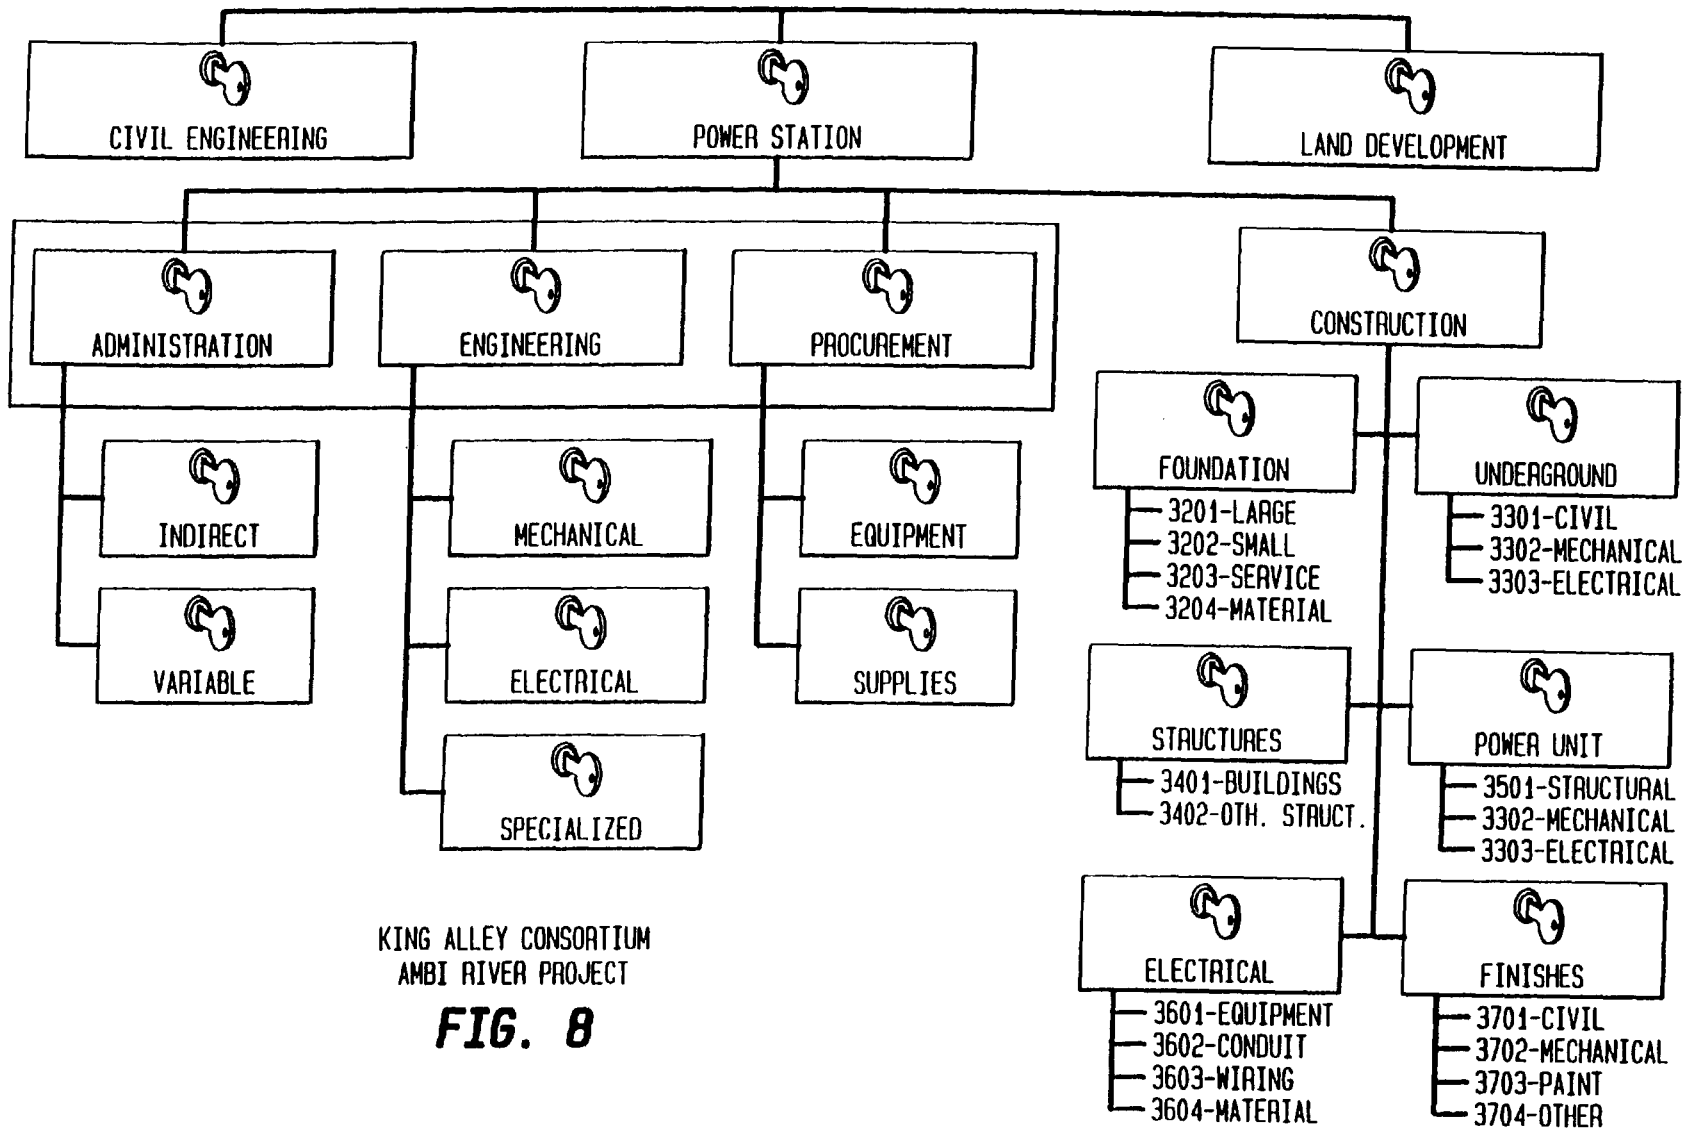 CIVIL ENGINEERING
POWER STATION
LAND DEVELOPMENT
ADMINISTRATION
ENGINEERING
PROCUREMENT
CONSTRUCTION
INDIRECT
MECHANICAL
EQUIPMENT
VARIABLE
ELECTRICAL
SUPPLIES
SPECIALIZED
FOUNDATION
3201-LARGE
3202-SMALL
3203-SERVICE
3204-MATERIAL
UNDERGROUND
3301-CIVIL
3302-MECHANICAL
3303-ELECTRICAL
STRUCTURES
3401-BUILDINGS
3402-OTH. STRUCT.
POWER UNIT
3501-STRUCTURAL
3302-MECHANICAL
3303-ELECTRICAL
ELECTRICAL
3601-EQUIPMENT
3602-CONDUIT
3603-WIRING
3604-MATERIAL
FINISHES
3701-CIVIL
3702-MECHANICAL
3703-PAINT
3704-OTHER
KING ALLEY CONSORTIUM
AMBI RIVER PROJECT
FIG. 8